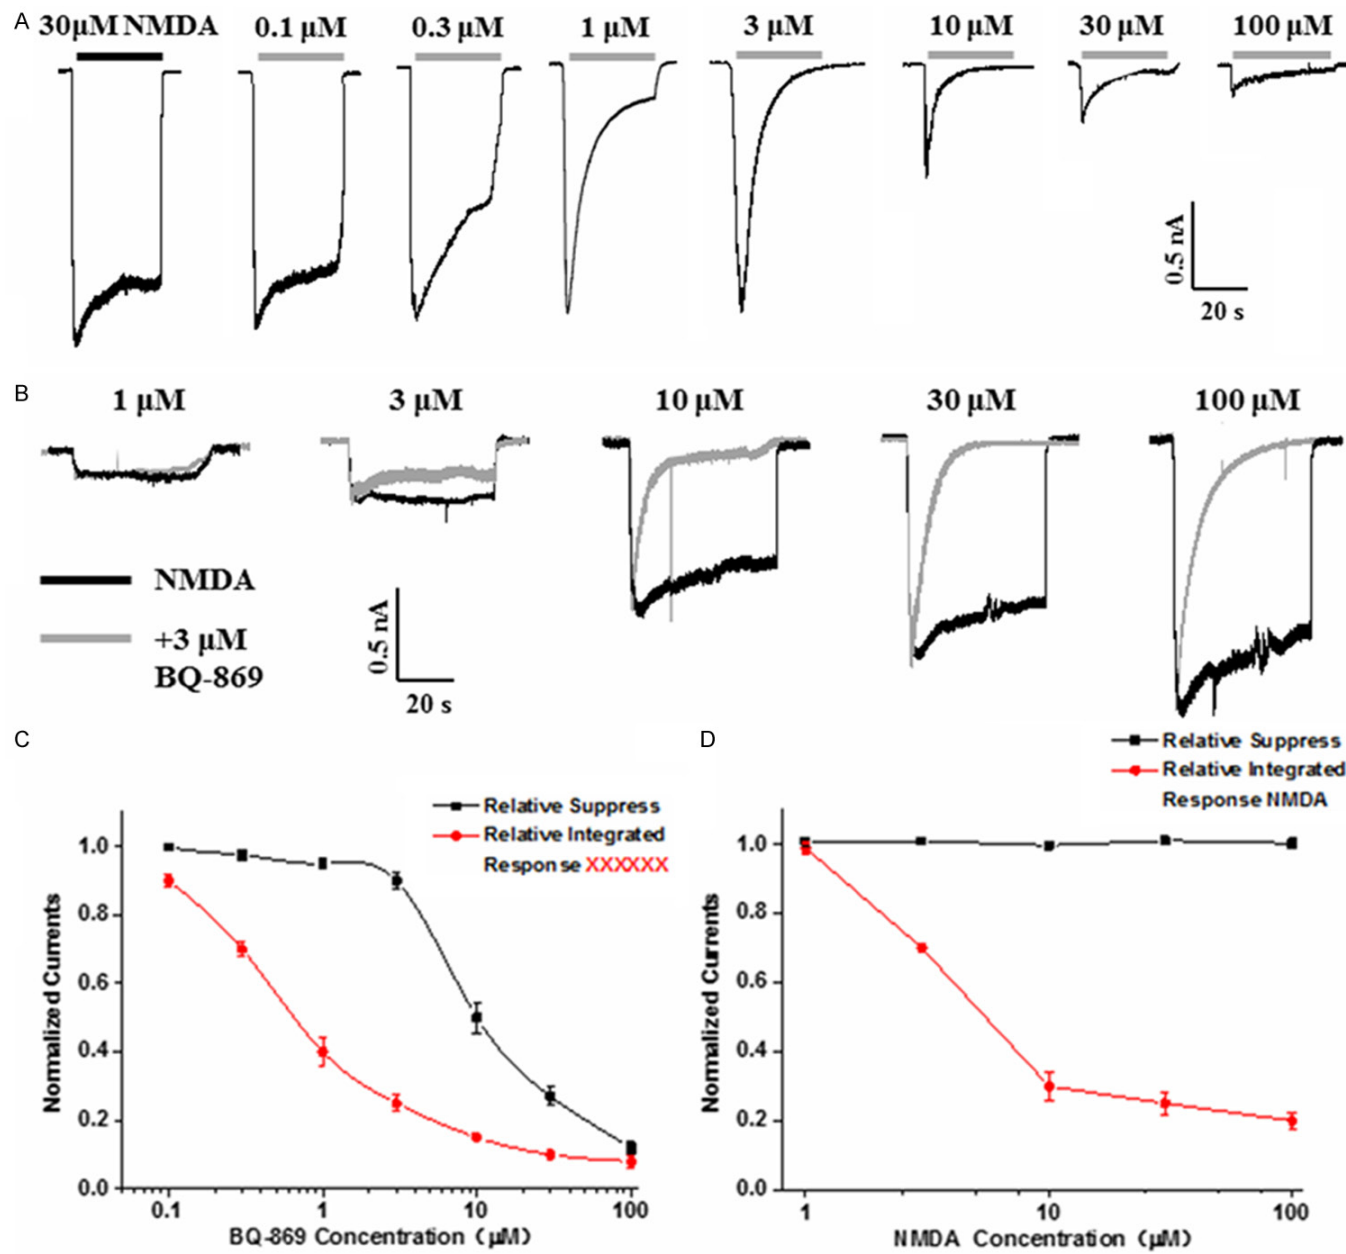 A
30μM NMDA 0.1 μM 0.3 μM 1 μM 3 μM 10 μM 30 μM 100 μM
0.5 nA
20 s
B
1 μM 3 μM 10 μM 30 μM 100 μM
NMDA
+3 μM
BQ-869
0.5 nA
20 s
C
Relative Suppress
Relative Integrated
Response XXXXXX
Normalized Currents
1.0
0.8
0.6
0.4
0.2
0.0
0.1 1 10 100
BQ-869 Concentration (μM)
D
Relative Suppress
Relative Integrated
Response NMDA
Normalized Currents
1.0
0.8
0.6
0.4
0.2
0.0
1 10 100
NMDA Concentration (μM)